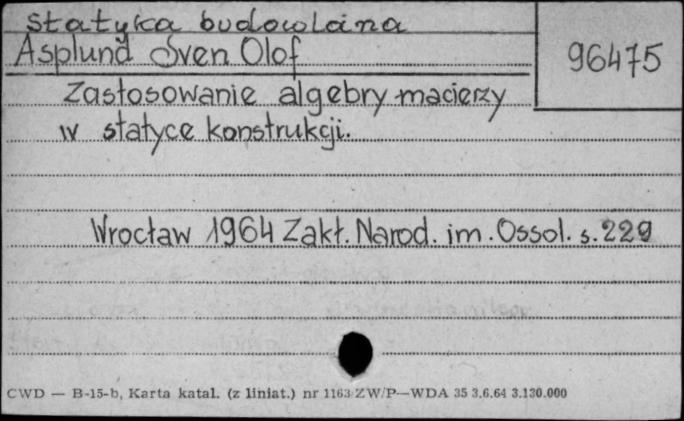 statyka budowlana
Asplund Sven Olof
96475
Zastosowanie algebry macierzy
w statyce konstrukcji.
Wrocław 1964 Zakł. Narod. im. Ossol. s. 229
CWD — B-15-b, Karta katal. (z liniat.) nr 1163 ZW/P—WDA 35 3.6.64 3.130.000